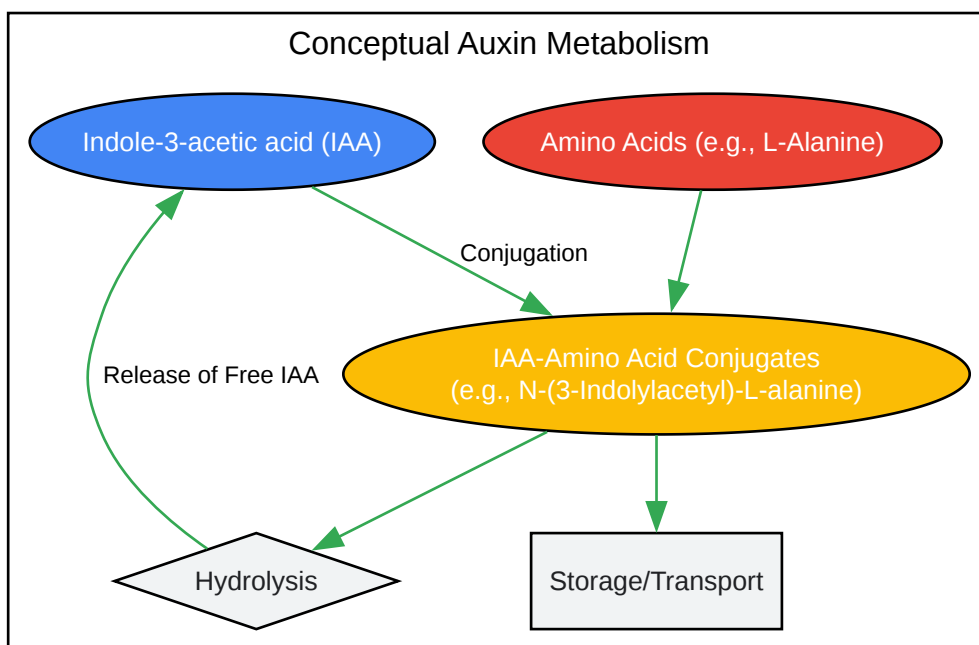 Conceptual Auxin Metabolism
Indole-3-acetic acid (IAA)
Amino Acids (e.g., L-Alanine)
Conjugation
Release of Free IAA
IAA-Amino Acid Conjugates
(e.g., N-(3-Indolylacetyl)-L-alanine)
Hydrolysis
Storage/Transport